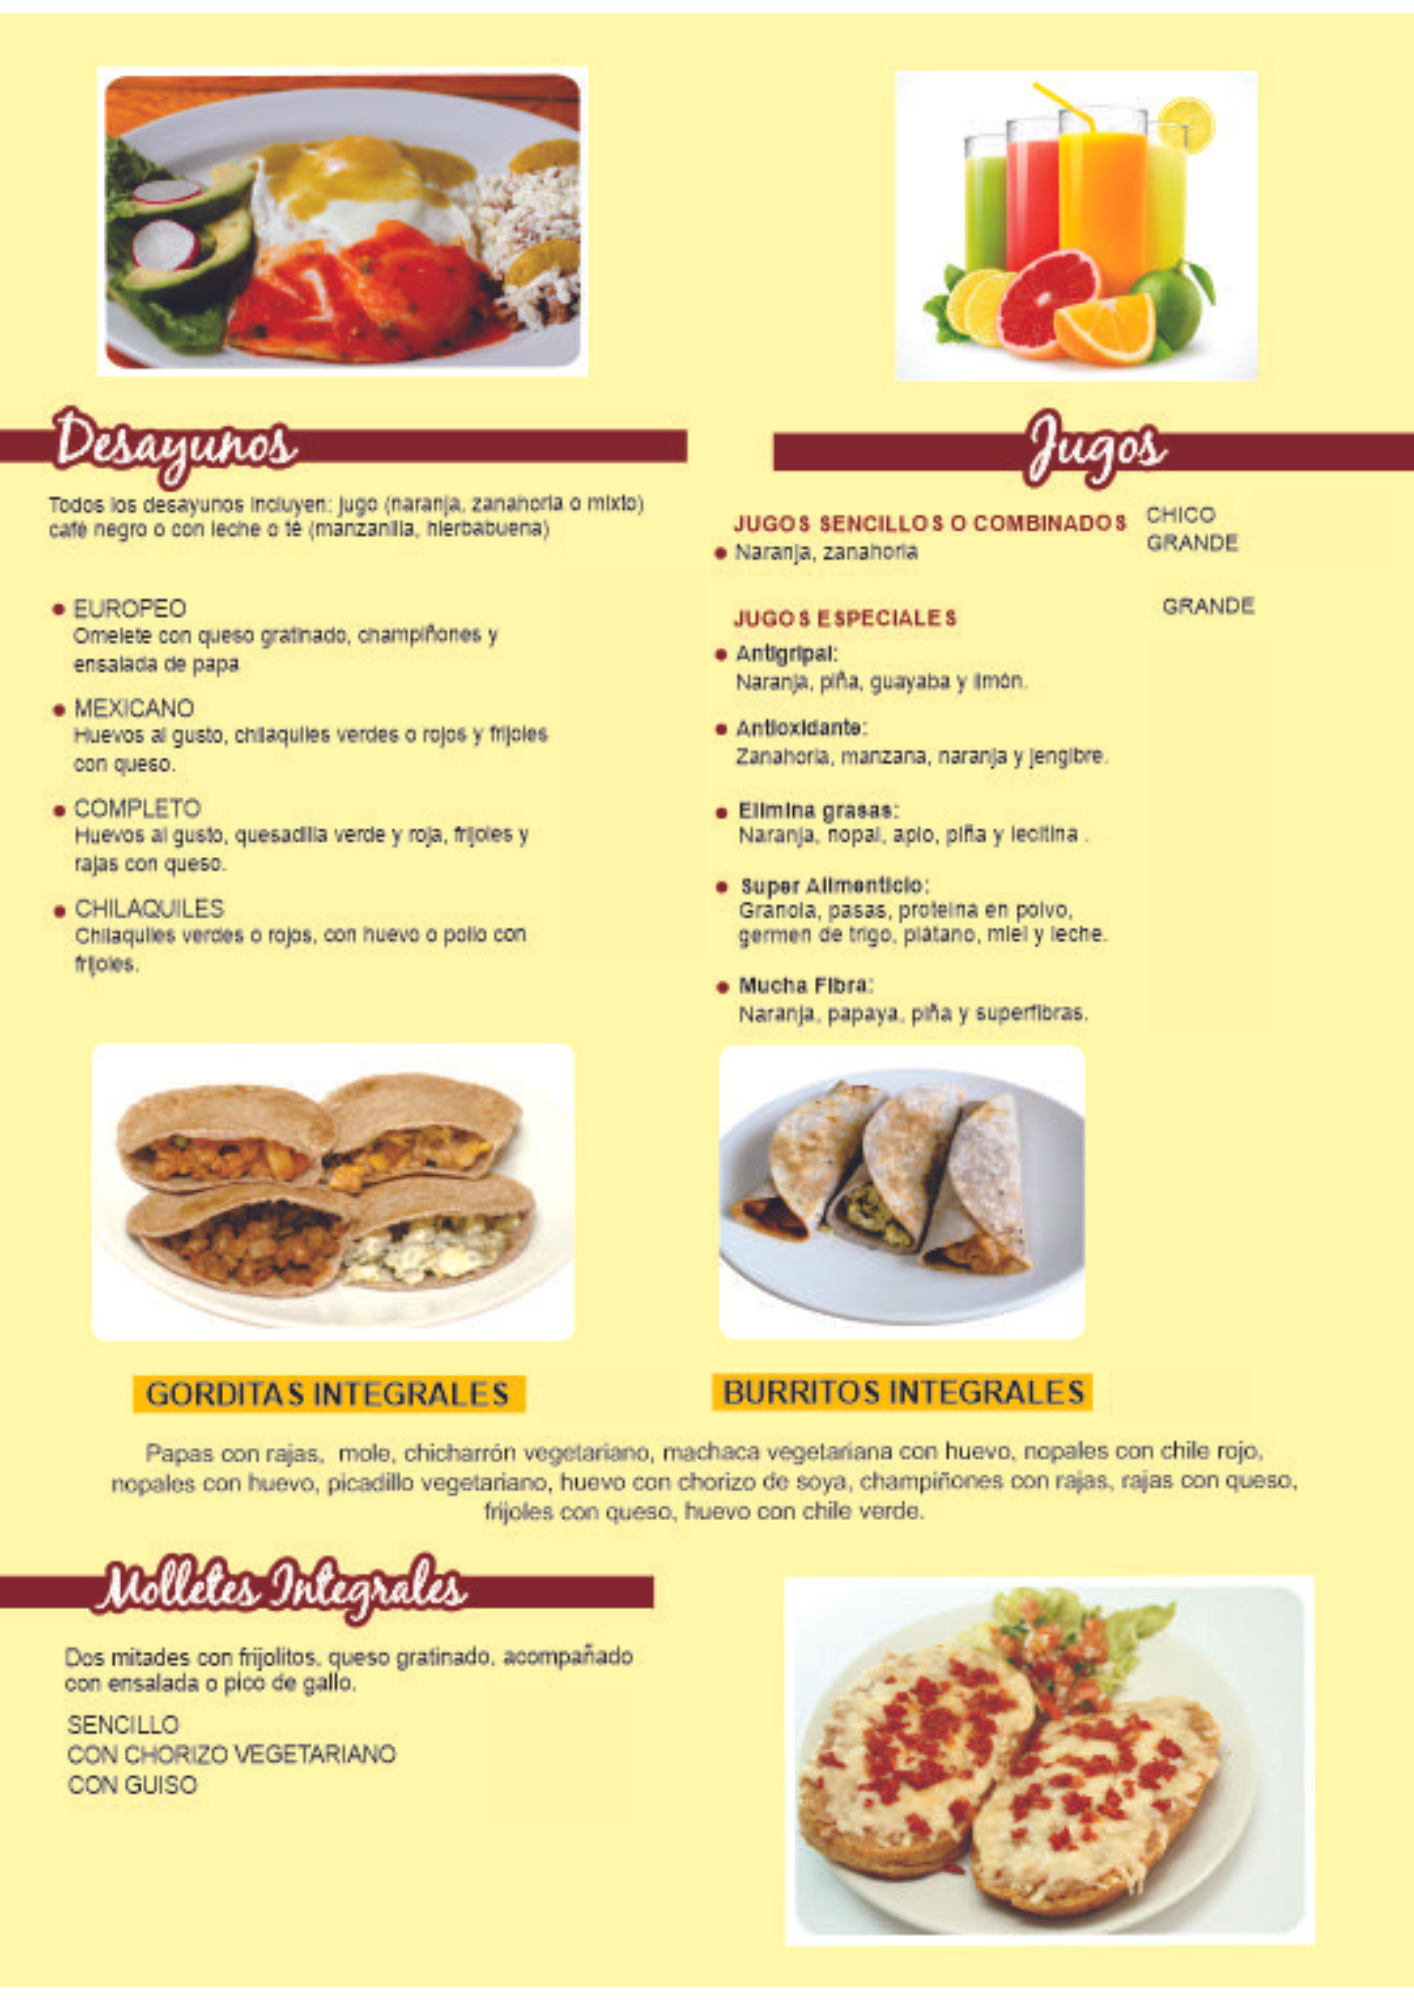 Desayunos
Todos los desayunos incluyen: jugo (naranja, zanahoria o mixto)
café negro o con leche o té (manzanilla, hierbabuena)
EUROPEO
Omelete con queso gratinado, champiñones y
ensalada de papa
MEXICANO
Huevos al gusto, chilaquiles verdes o rojos y frijoles
con queso.
COMPLETO
Huevos al gusto, quesadilla verde y roja, frijoles y
rajas con queso.
CHILAQUILES
Chilaquiles verdes o rojos, con huevo o pollo con
frijoles.
Jugos
JUGOS SENCILLOS O COMBINADOS CHICO
GRANDE
Naranja, zanahoria
JUGOS ESPECIALES GRANDE
Antigripal:
Naranja, piña, guayaba y limón.
Antioxidante:
Zanahoria, manzana, naranja y jengibre.
Elimina grasas:
Naranja, nopal, apio, piña y lecitina .
Super Alimenticio:
Granola, pasas, proteina en polvo,
germen de trigo, plátano, miel y leche.
Mucha Fibra:
Naranja, papaya, piña y superfibras.
GORDITAS INTEGRALES
BURRITOS INTEGRALES
Papas con rajas, mole, chicharrón vegetariano, machaca vegetariana con huevo, nopales con chile rojo,
nopales con huevo, picadillo vegetariano, huevo con chorizo de soya, champiñones con rajas, rajas con queso,
frijoles con queso, huevo con chile verde.
Molletes Integrales
Dos mitades con frijolitos, queso gratinado, acompañado
con ensalada o pico de gallo.
SENCILLO
CON CHORIZO VEGETARIANO
CON GUISO